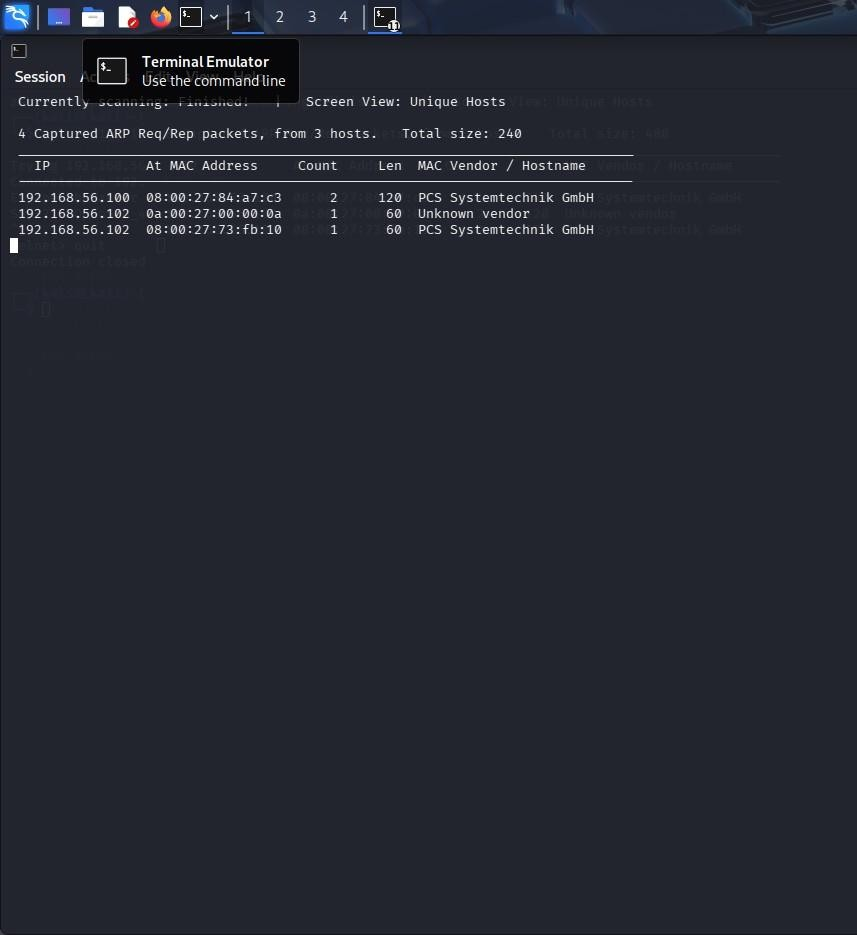 1 2 3 4
Terminal Emulator
Use the command line
Session
Currently scanning: Finished! | Screen View: Unique Hosts
4 Captured ARP Req/Rep packets, from 3 hosts. Total size: 240
IP At MAC Address Count Len MAC Vendor / Hostname
192.168.56.100 08:00:27:84:a7:c3 2 120 PCS Systemtechnik GmbH
192.168.56.102 0a:00:27:00:00:0a 1 60 Unknown vendor
192.168.56.102 08:00:27:73:fb:10 1 60 PCS Systemtechnik GmbH
quit
Connection closed